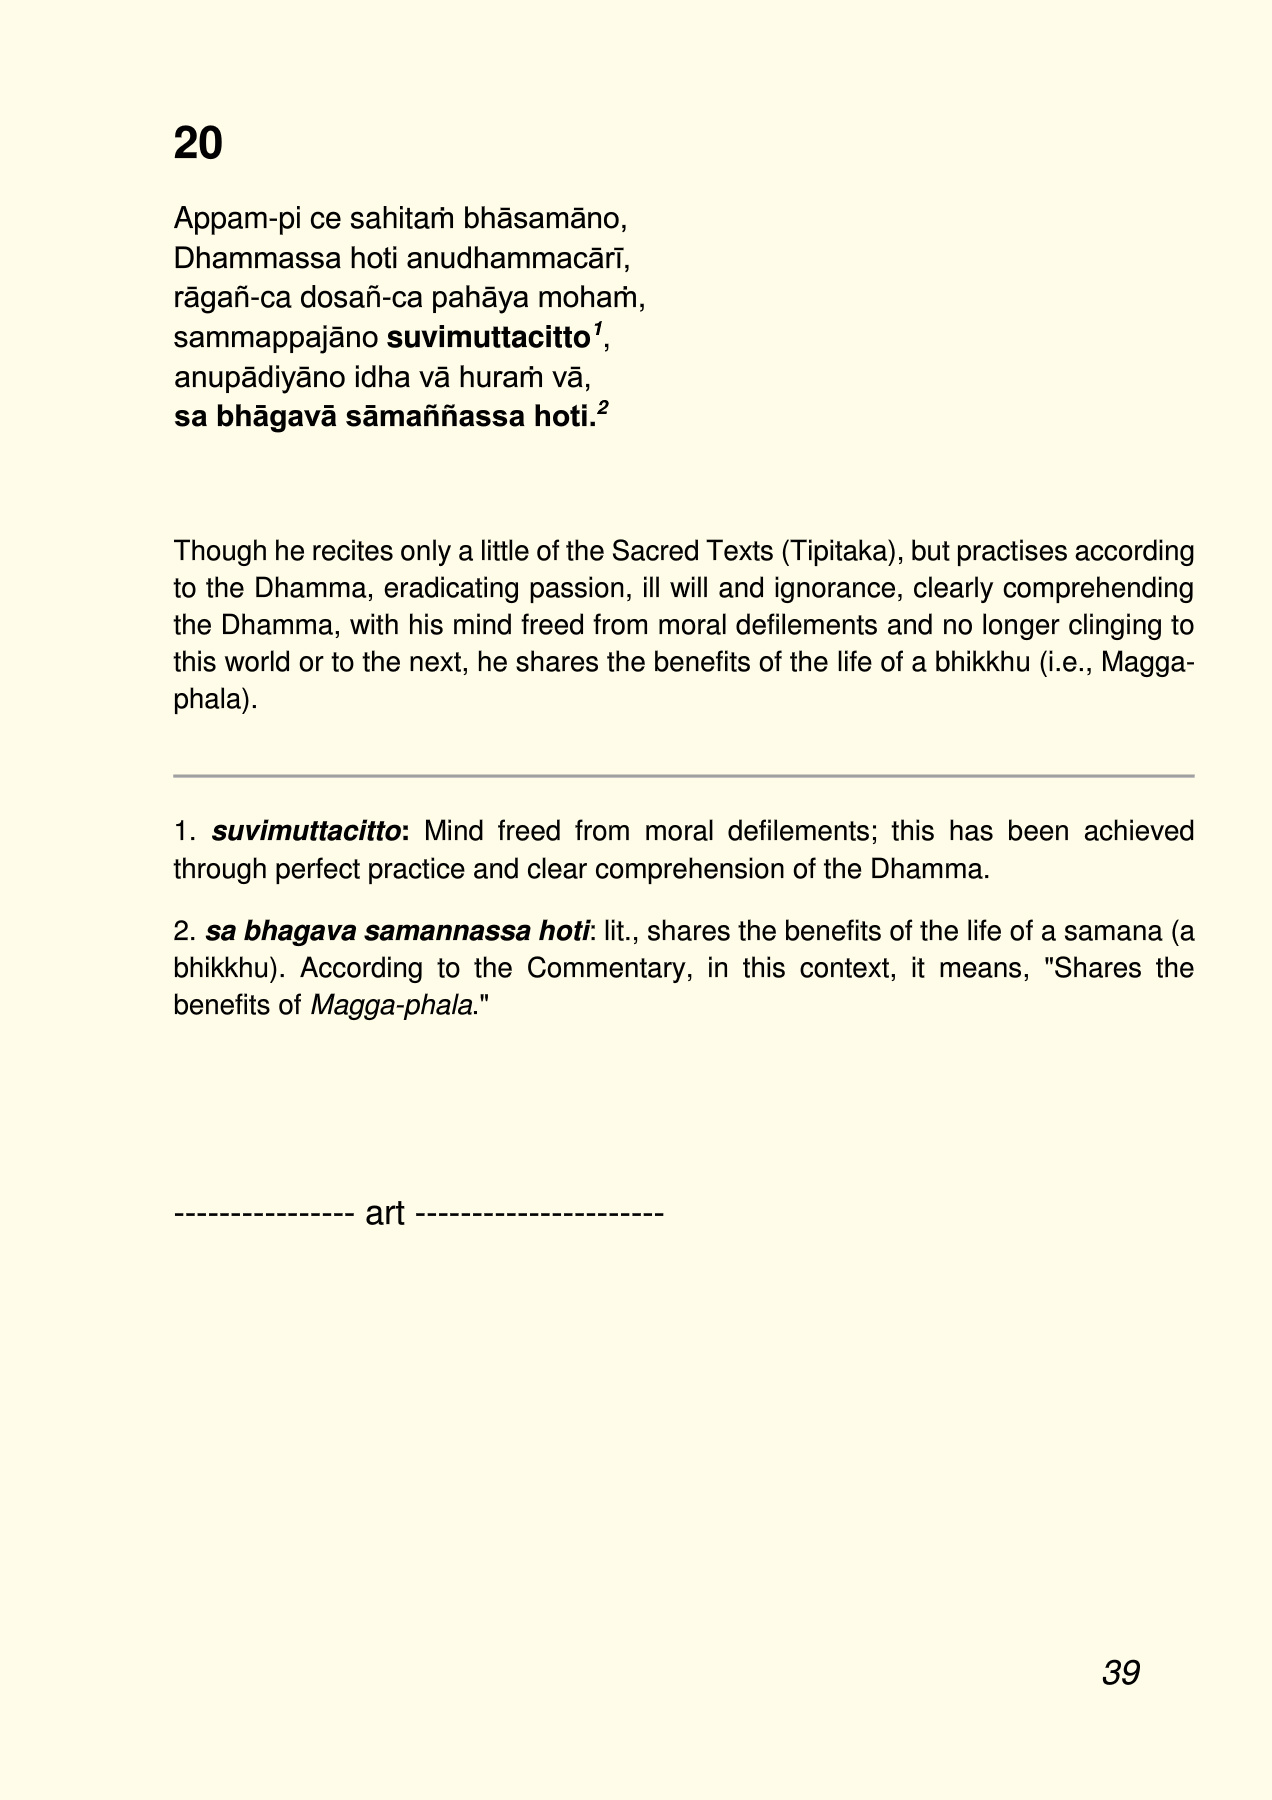 20
Appam-pi ce sahitaṁ bhāsamāno,
Dhammassa hoti anudhammacārī,
rāgañ-ca dosañ-ca pahāya mohaṁ,
sammappajāno suvimuttacitto1,
anupādiyāno idha vā huraṁ vā,
sa bhāgavā sāmaññassa hoti.2
Though he recites only a little of the Sacred Texts (Tipitaka), but practises according
to the Dhamma, eradicating passion, ill will and ignorance, clearly comprehending
the Dhamma, with his mind freed from moral defilements and no longer clinging to
this world or to the next, he shares the benefits of the life of a bhikkhu (i.e., Magga-
phala).
1. suvimuttacitto: Mind freed from moral defilements; this has been achieved
through perfect practice and clear comprehension of the Dhamma.
2. sa bhagava samannassa hoti: lit., shares the benefits of the life of a samana (a
bhikkhu). According to the Commentary, in this context, it means, "Shares the
benefits of Magga-phala."
---------------- art ----------------------
39